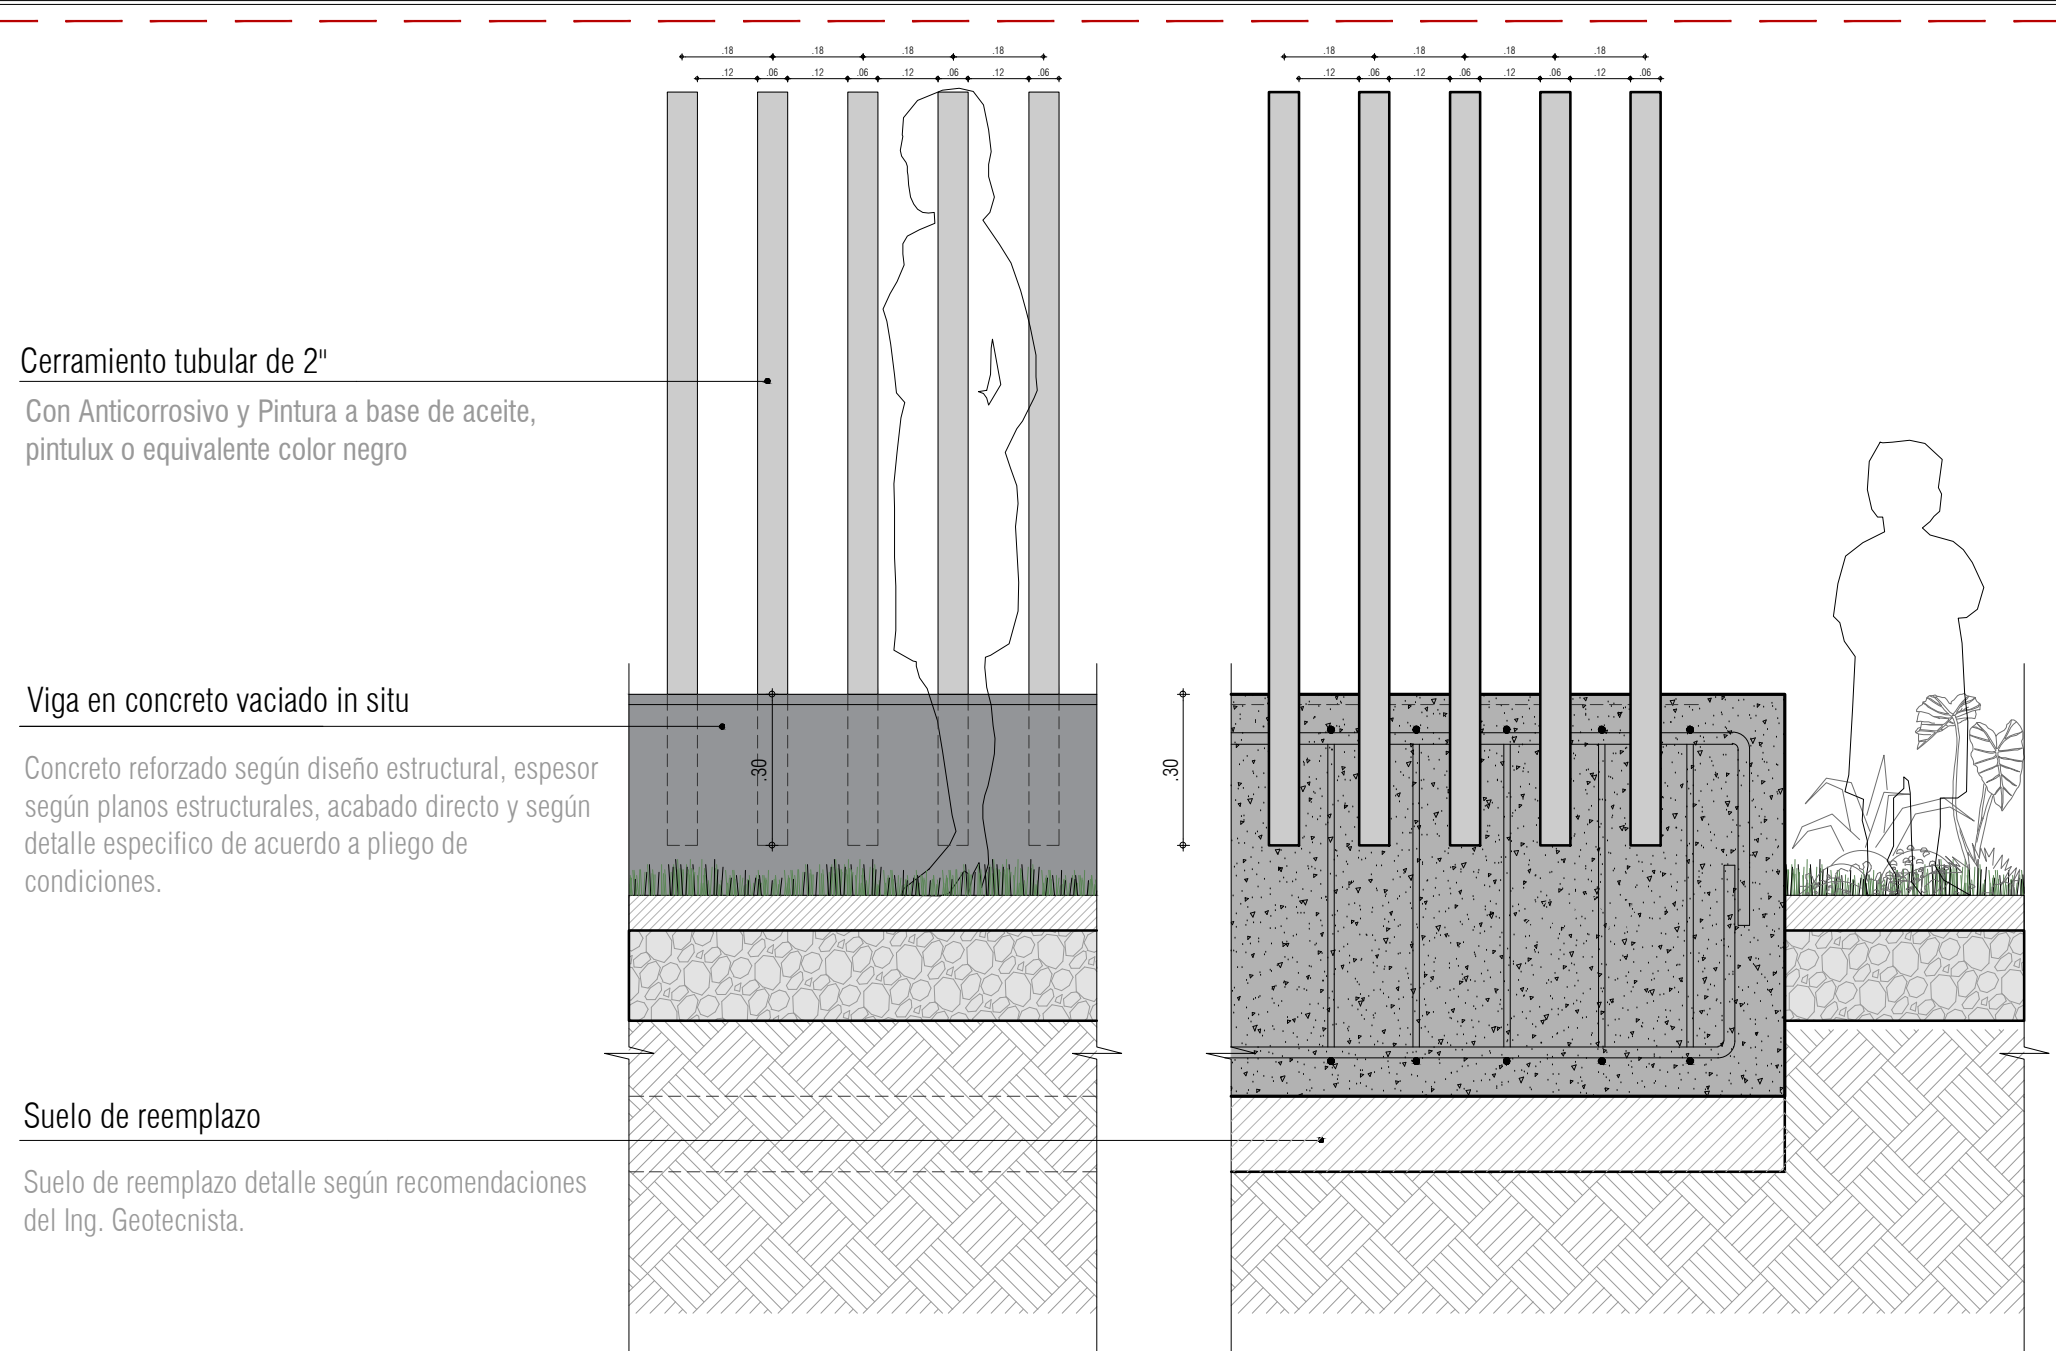 .18 .18 .18 .18
.12 .06 .12 .06 .12 .06 .12 .06
.18 .18 .18 .18
.12 .06 .12 .06 .12 .06 .12 .06
Cerramiento tubular de 2"
Con Anticorrosivo y Pintura a base de aceite,
pintulux o equivalente color negro
Viga en concreto vaciado in situ
Concreto reforzado según diseño estructural, espesor
según planos estructurales, acabado directo y según
detalle especifico de acuerdo a pliego de
condiciones.
.30
.30
Suelo de reemplazo
Suelo de reemplazo detalle según recomendaciones
del Ing. Geotecnista.